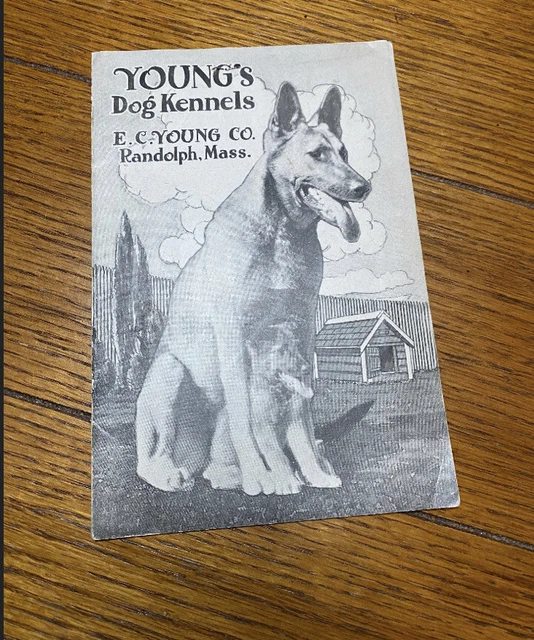 YOUNG's
Dog Kennels
E.C.YOUNG CO.
Randolph, Mass.